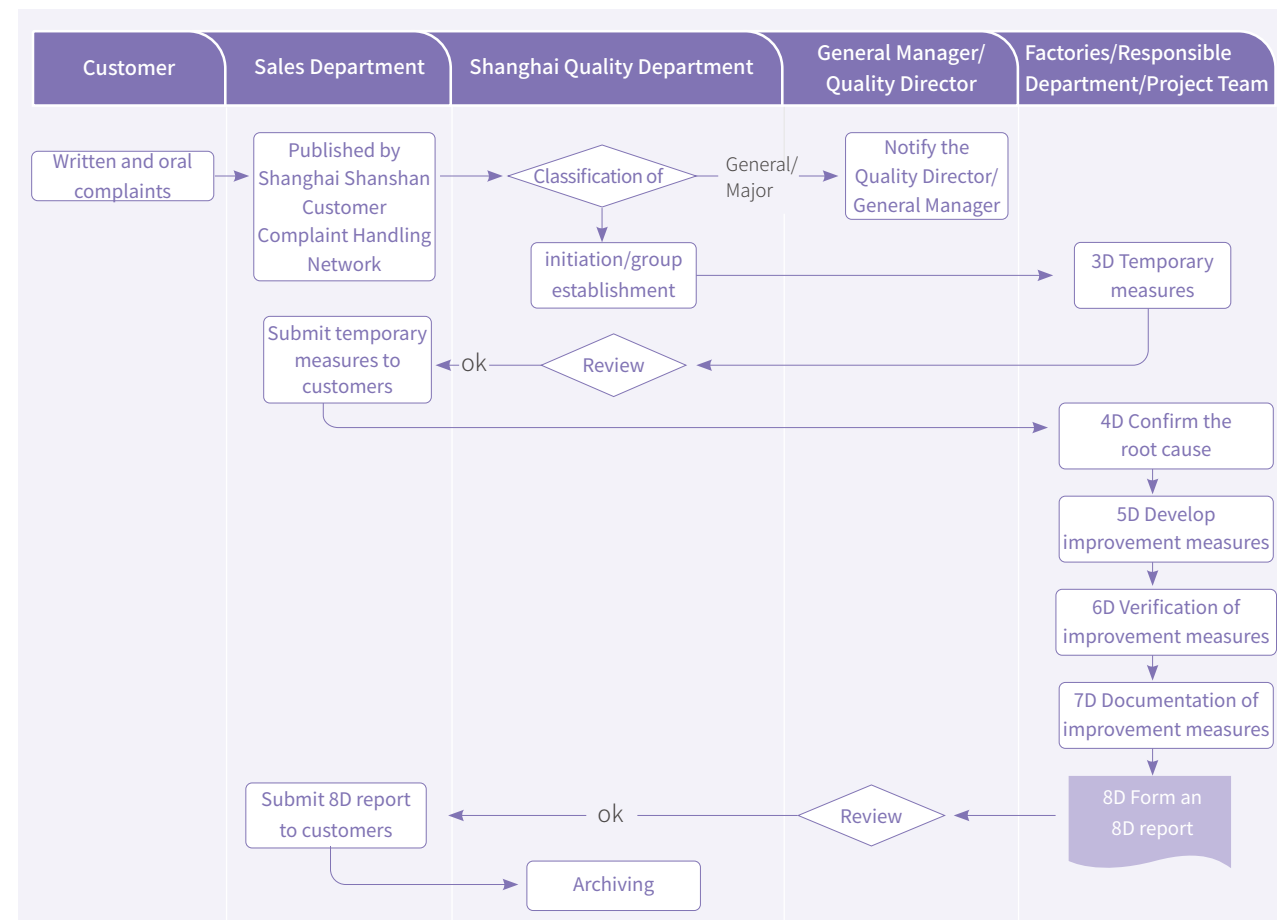 Customer
Sales Department
Shanghai Quality Department
General Manager/
Quality Director
Factories/Responsible
Department/Project Team
Written and oral
complaints
Published by
Shanghai Shanshan
Customer
Complaint Handling
Network
Classification of
General/
Major
Notify the
Quality Director/
General Manager
initiation/group
establishment
3D Temporary
measures
Submit temporary
measures to
customers
ok
Review
4D Confirm the
root cause
5D Develop
improvement measures
6D Verification of
improvement measures
7D Documentation of
improvement measures
8D Form an
8D report
Review
ok
Submit 8D report
to customers
Archiving